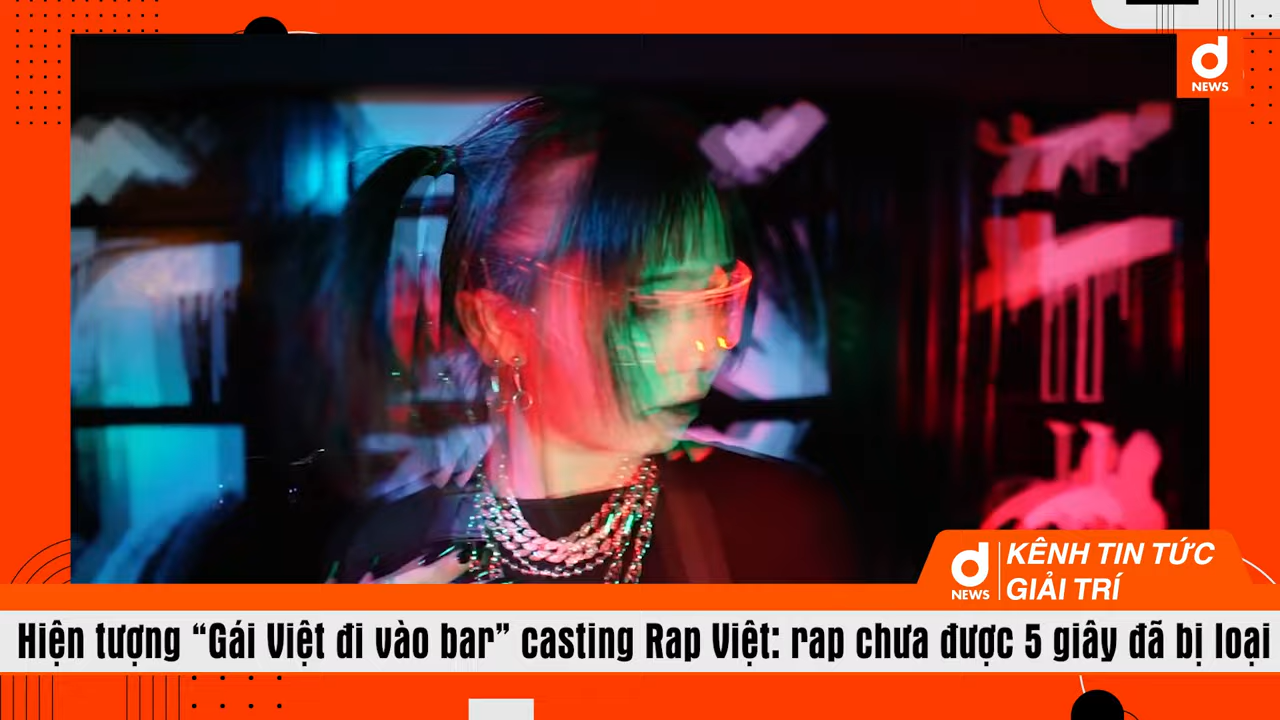 d
NEWS
d
NEWS
KÊNH TIN TỨC
GIẢI TRÍ
Hiện tượng “Gái Việt đi vào bar” casting Rap Việt: rap chưa được 5 giây đã bị loại